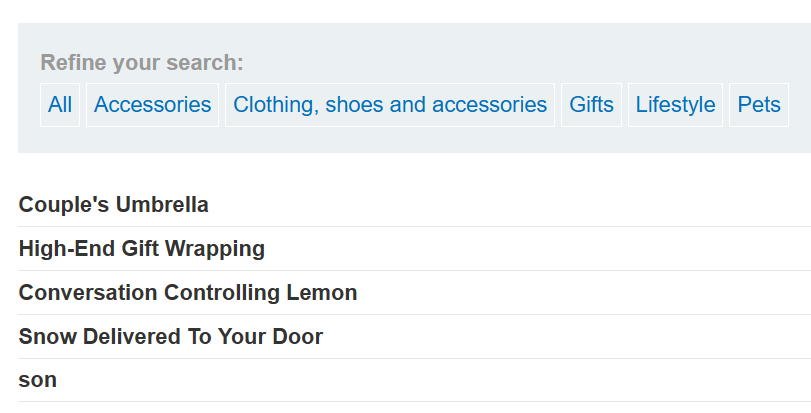 Refine your search:
All Accessories Clothing, shoes and accessories Gifts Lifestyle Pets
Couple's Umbrella
High-End Gift Wrapping
Conversation Controlling Lemon
Snow Delivered To Your Door
son